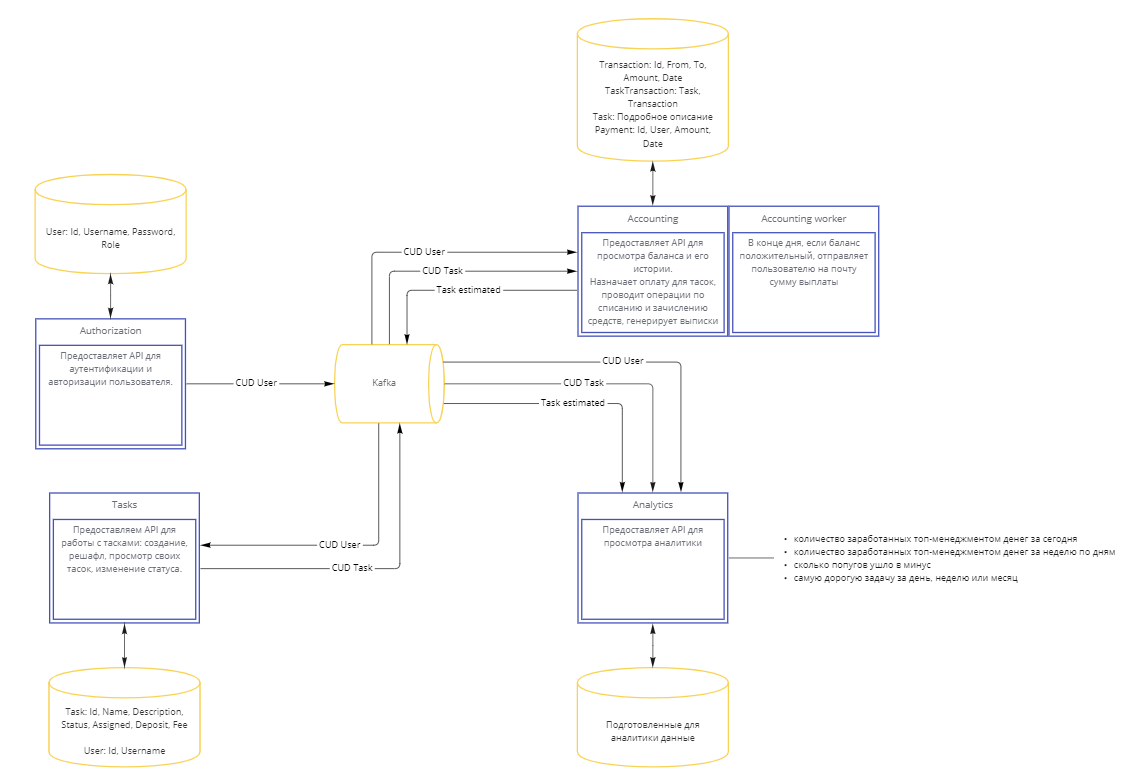 Transaction: Id, From, To,
Amount, Date
TaskTransaction: Task,
Transaction
Task: Подробное описание
Payment: Id, User, Amount,
Date
User: Id, Username, Password,
Role
Accounting
Предоставляет API для
просмотра баланса и его
истории.
Назначает оплату для тасок,
проводит операции по
списанию и зачислению
средств, генерирует выписки
Accounting worker
В конце дня, если баланс
положительный, отправляет
пользователю на почту
сумму выплаты
CUD User
CUD Task
Task estimated
Authorization
Предоставляет API для
аутентификации и
авторизации пользователя.
CUD User
Kafka
CUD User
CUD Task
Task estimated
Tasks
Предоставляем API для
работы с тасками: создание,
решафл, просмотр своих
тасок, изменение статуса.
CUD User
CUD Task
Analytics
Предоставляет API для
просмотра аналитики
• количество заработанных топ-менеджментом денег за сегодня
• количество заработанных топ-менеджментом денег за неделю по дням
• сколько попугов ушло в минус
• самую дорогую задачу за день, неделю или месяц
Task: Id, Name, Description,
Status, Assigned, Deposit, Fee
User: Id, Username
Подготовленные для
аналитики данные